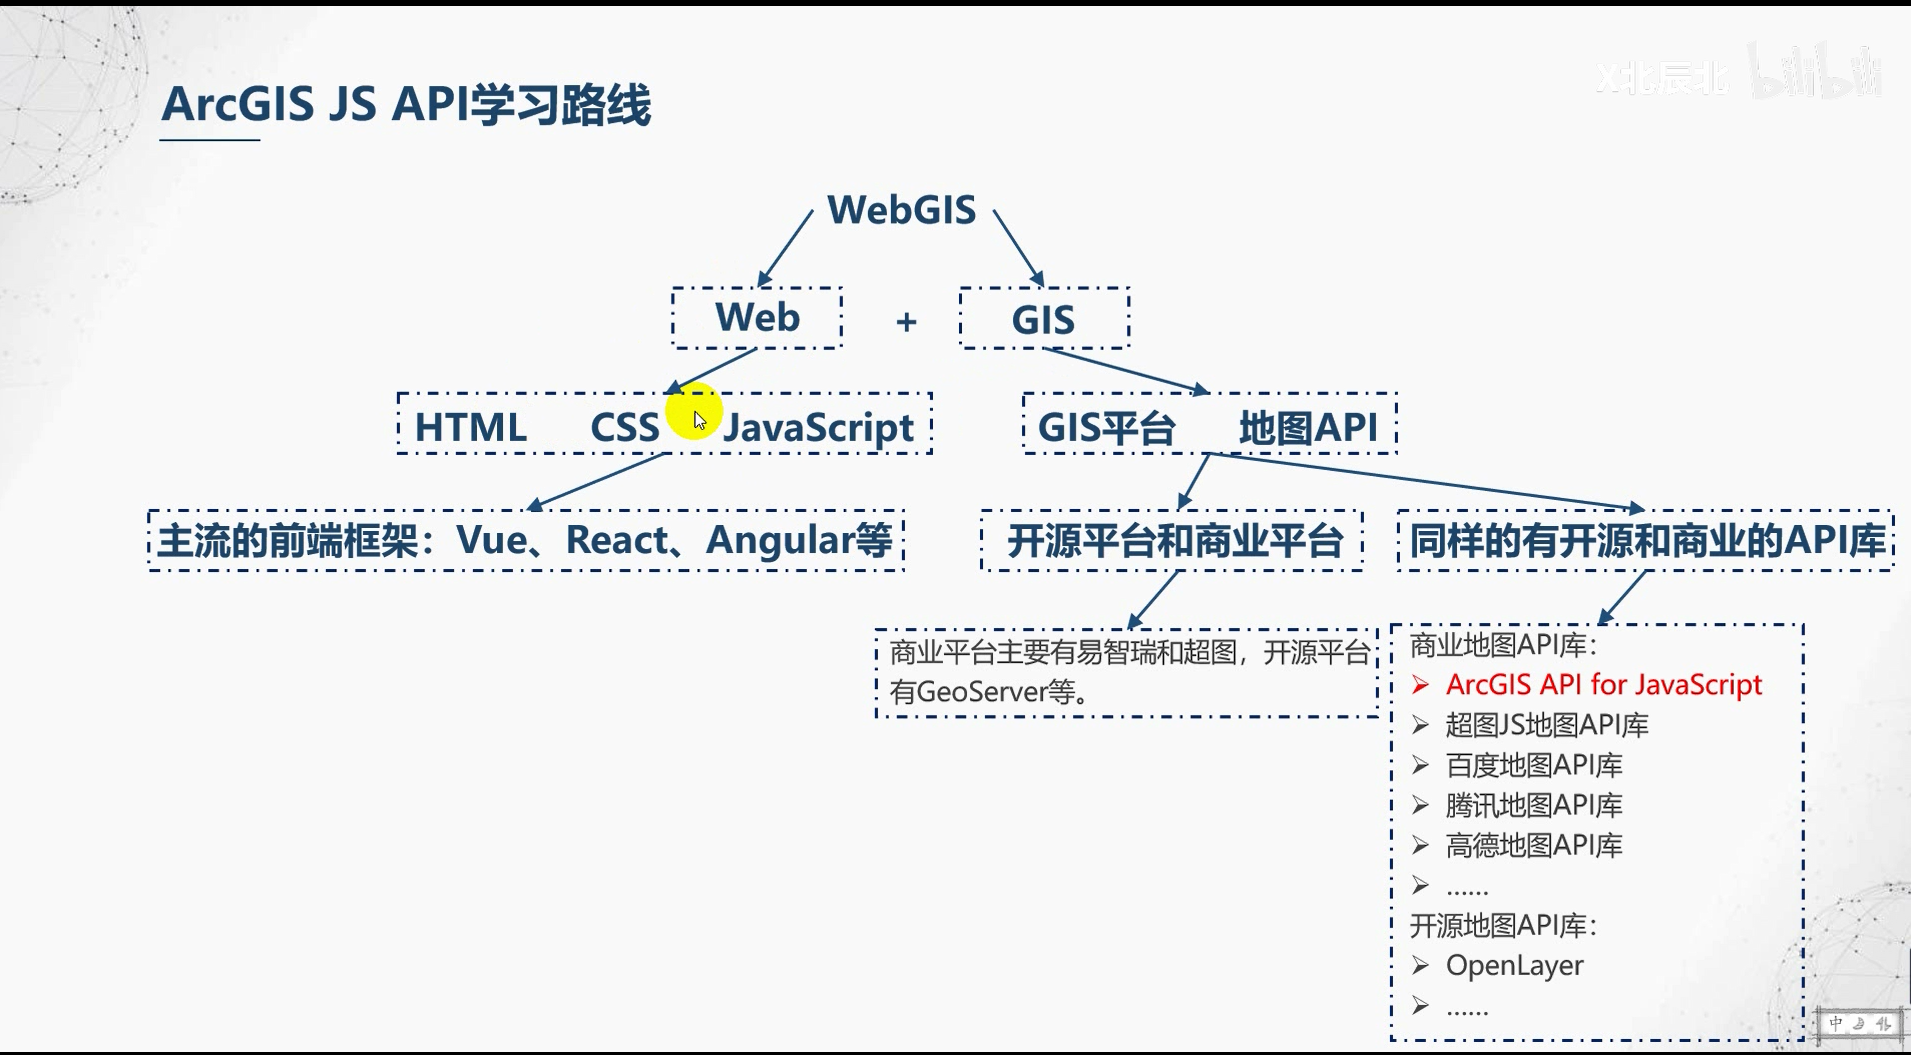 X北辰北 bilibili
ArcGIS JS API学习路线
WebGIS
Web + GIS
HTML CSS JavaScript
GIS平台 地图API
主流的前端框架：Vue、React、Angular等
开源平台和商业平台
同样的有开源和商业的API库
商业平台主要有易智瑞和超图，开源平台
有GeoServer等。
商业地图API库：
ArcGIS API for JavaScript
超图JS地图API库
百度地图API库
腾讯地图API库
高德地图API库
……
开源地图API库：
OpenLayer
……
中